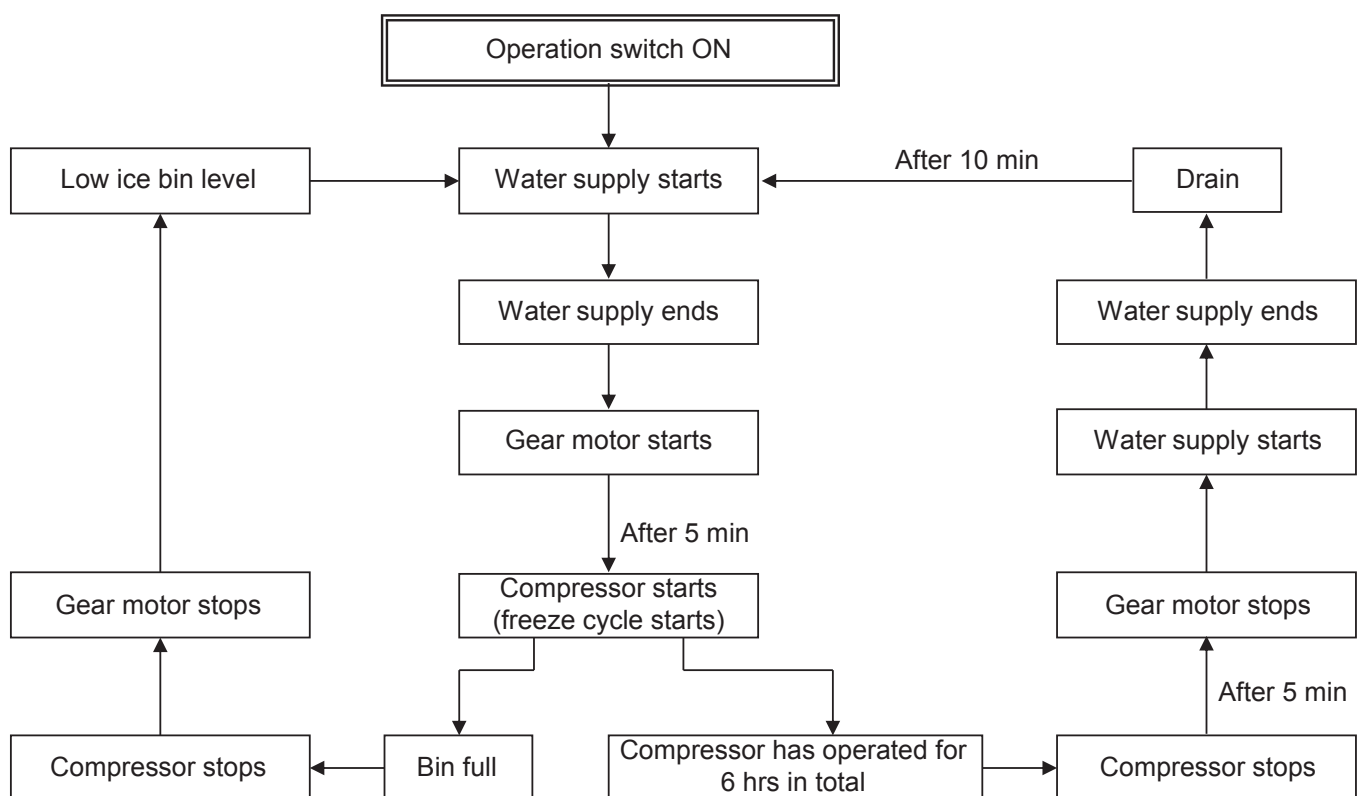 Operation switch ON
Low ice bin level
Water supply starts
After 10 min
Drain
Water supply ends
Water supply ends
Gear motor starts
Water supply starts
After 5 min
Gear motor stops
Compressor starts
(freeze cycle starts)
Gear motor stops
After 5 min
Compressor stops
Bin full
Compressor has operated for
6 hrs in total
Compressor stops